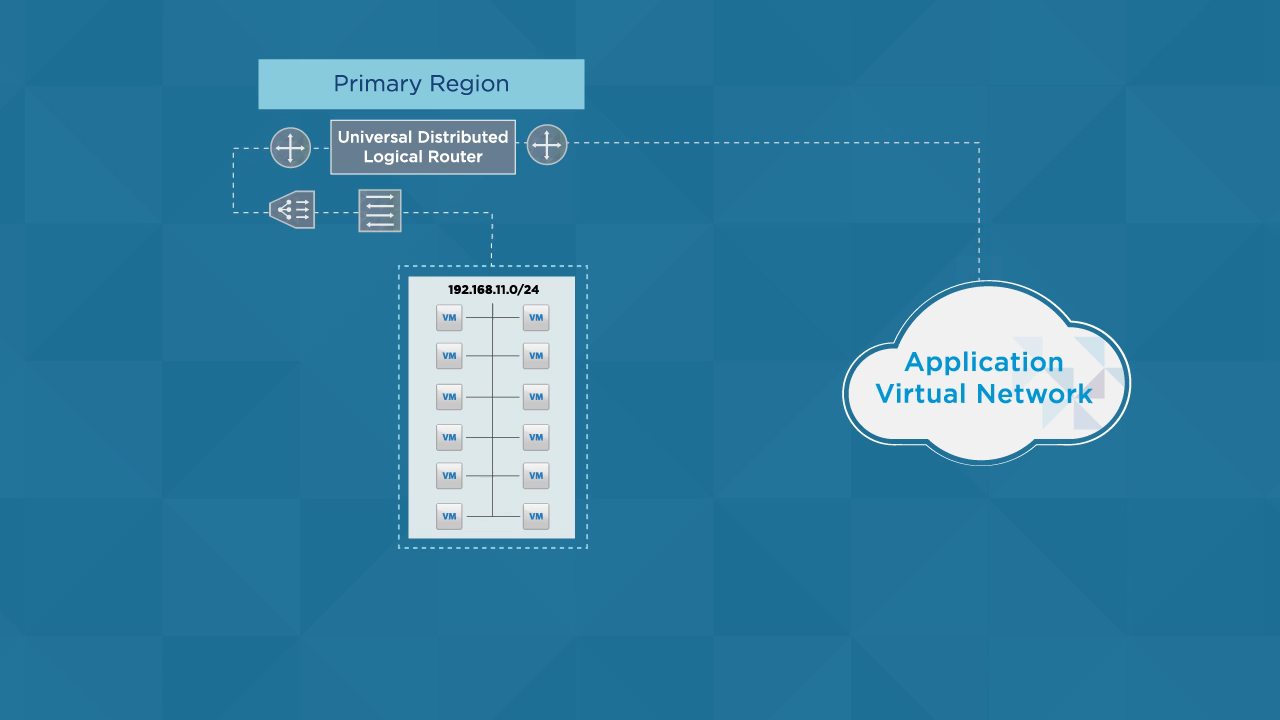 Primary Region
Universal Distributed
Logical Router
192.168.11.0/24
VM VM
VM VM
VM VM
VM VM
VM VM
VM VM
Application
Virtual Network